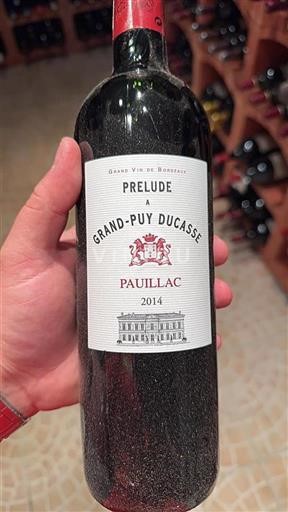 GRAND VIN DE BORDEAUX
PRELUDE
A
GRAND-PUY DUCASSE
PAUILLAC
2014